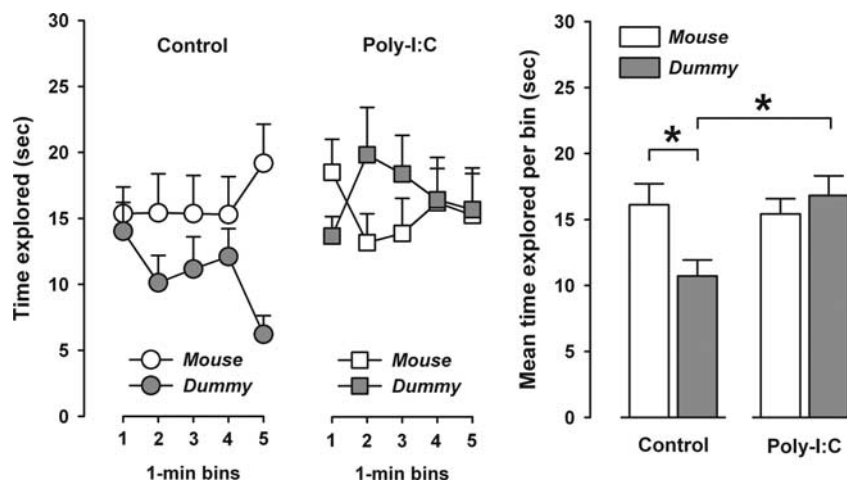 Control
Poly-I:C
Time explored (sec)
30
25
20
15
10
5
0
Mouse
Dummy
Mouse
Dummy
1 2 3 4 5
1 2 3 4 5
1-min bins
1-min bins
Mean time explored per bin (sec)
30
25
20
15
10
5
0
Mouse
Dummy
*
*
Control
Poly-I:C